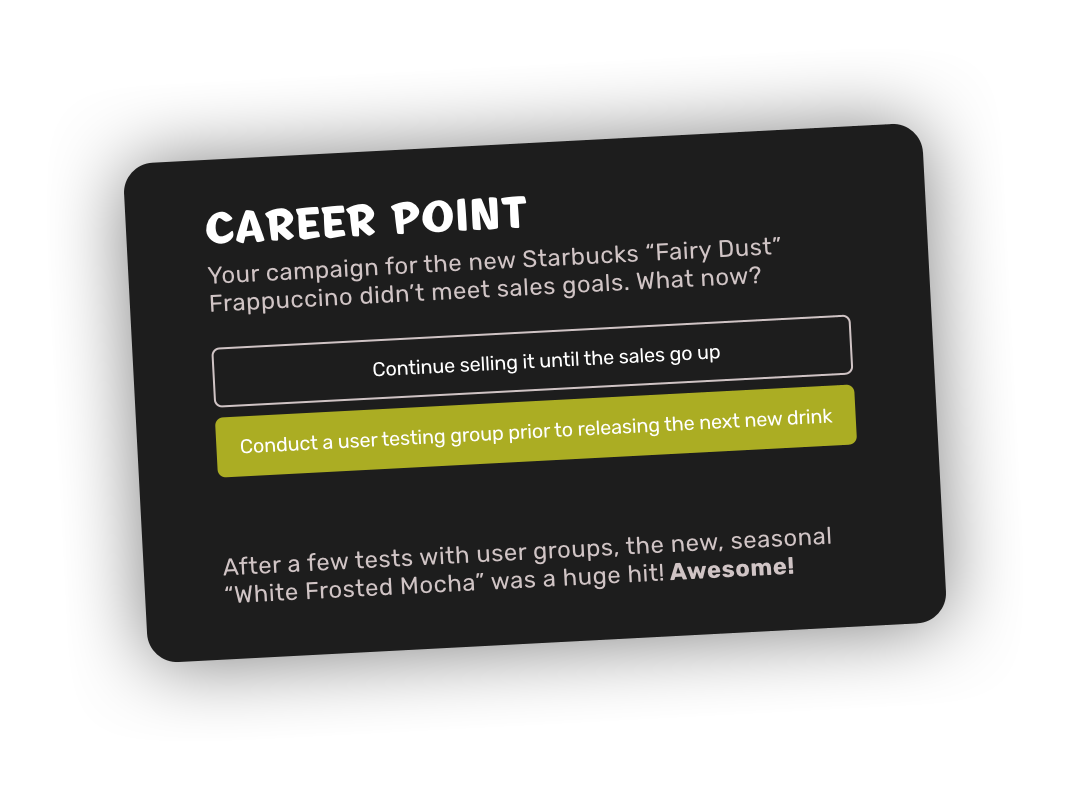 CAREER POINT
Your campaign for the new Starbucks “Fairy Dust”
Frappuccino didn’t meet sales goals. What now?
Continue selling it until the sales go up
Conduct a user testing group prior to releasing the next new drink
After a few tests with user groups, the new, seasonal
“White Frosted Mocha” was a huge hit! Awesome!